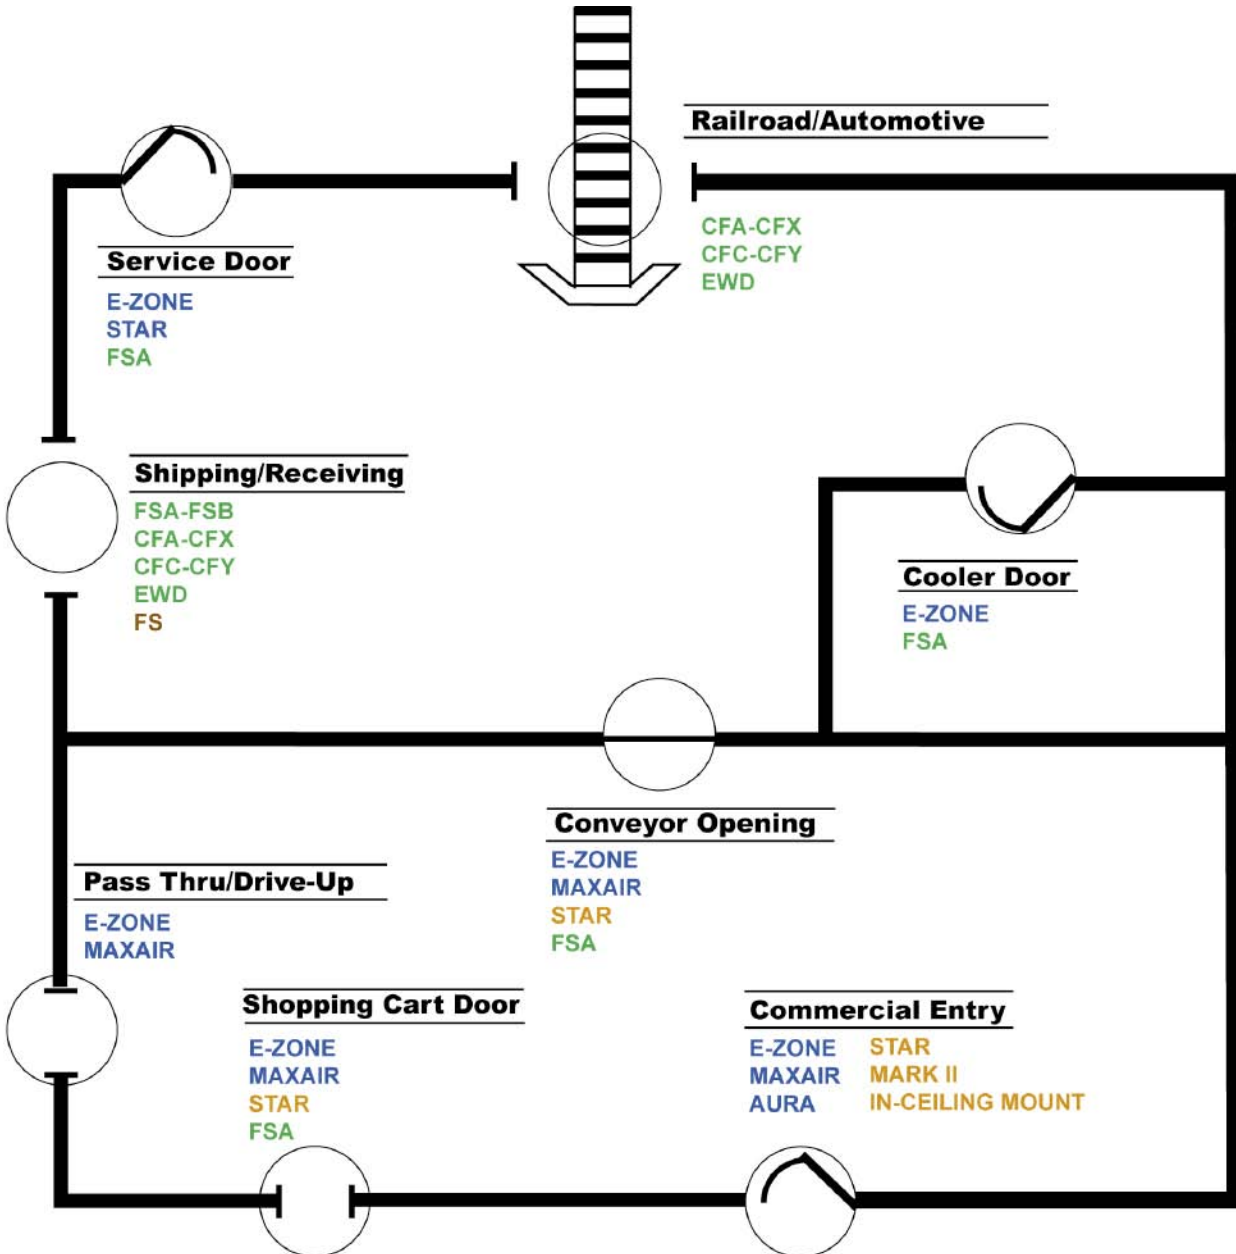 Railroad/Automotive
CFA-CFX
CFC-CFY
EWD
Service Door
E-ZONE
STAR
FSA
Shipping/Receiving
FSA-FSB
CFA-CFX
CFC-CFY
EWD
FS
Cooler Door
E-ZONE
FSA
Conveyor Opening
E-ZONE
MAXAIR
STAR
FSA
Pass Thru/Drive-Up
E-ZONE
MAXAIR
Shopping Cart Door
E-ZONE
MAXAIR
STAR
FSA
Commercial Entry
E-ZONE STAR
MAXAIR MARK II
AURA IN-CEILING MOUNT